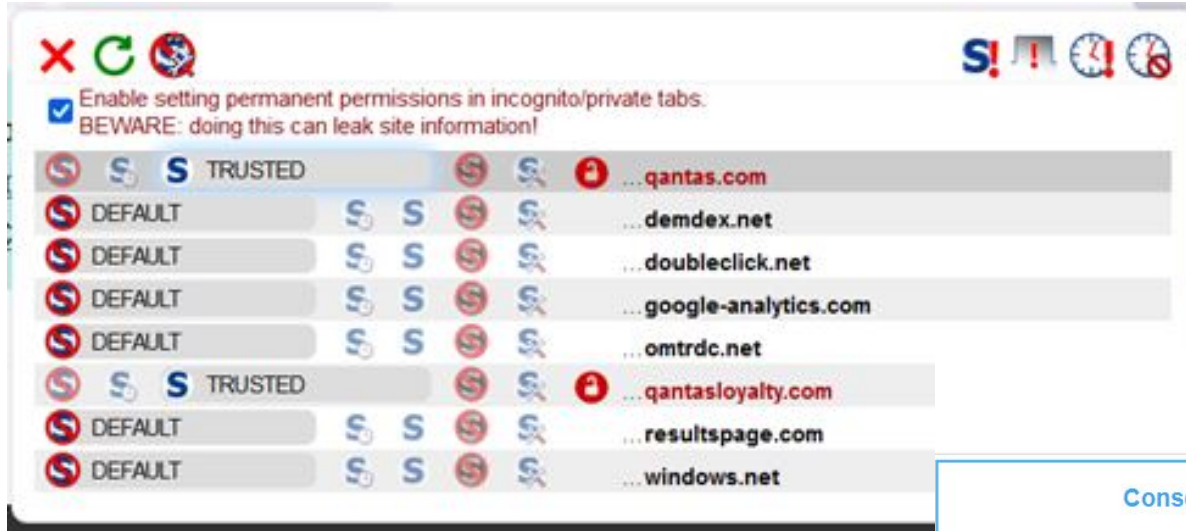 Enable setting permanent permissions in incognito/private tabs.
BEWARE: doing this can leak site information!
TRUSTED ...qantas.com
DEFAULT ...demdex.net
DEFAULT ...doubleclick.net
DEFAULT ...google-analytics.com
DEFAULT ...omtrdc.net
TRUSTED ...qantasloyalty.com
DEFAULT ...resultspage.com
DEFAULT ...windows.net